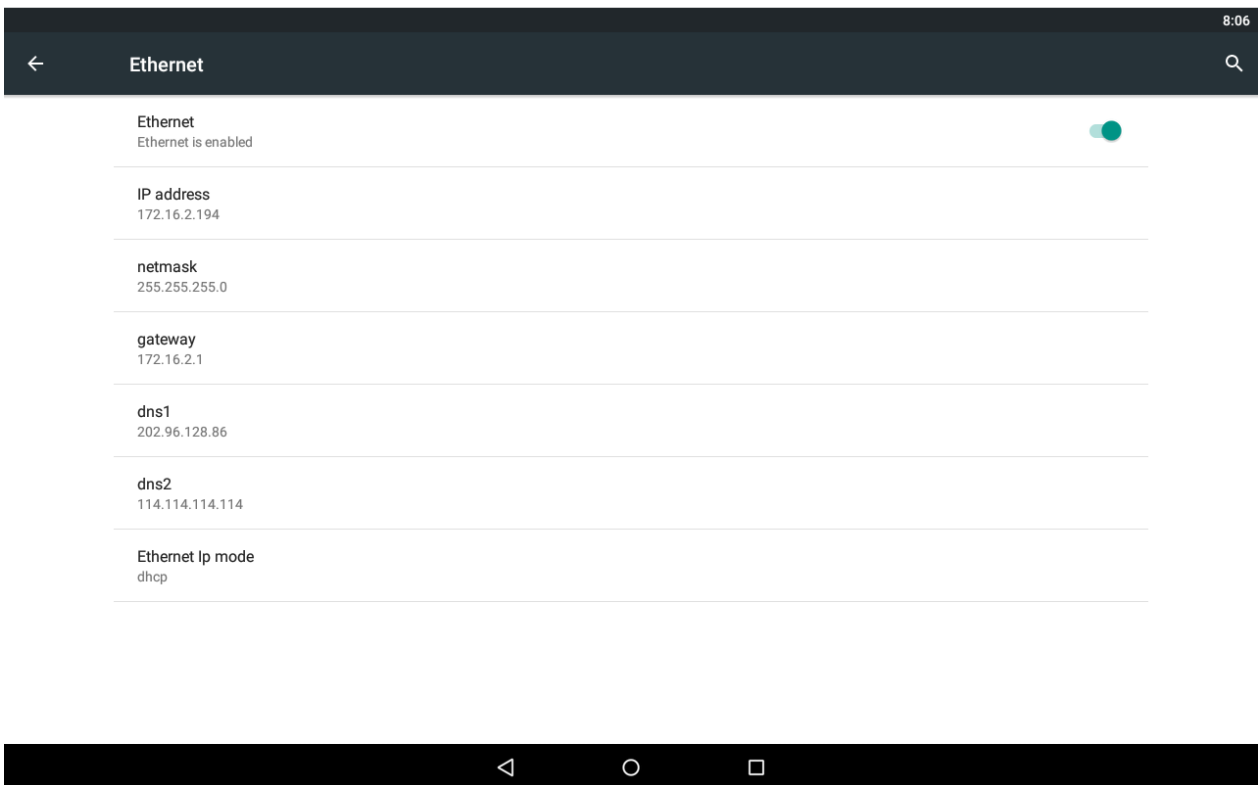 8:06
Ethernet
Ethernet
Ethernet is enabled
IP address
172.16.2.194
netmask
255.255.255.0
gateway
172.16.2.1
dns1
202.96.128.86
dns2
114.114.114.114
Ethernet Ip mode
dhcp